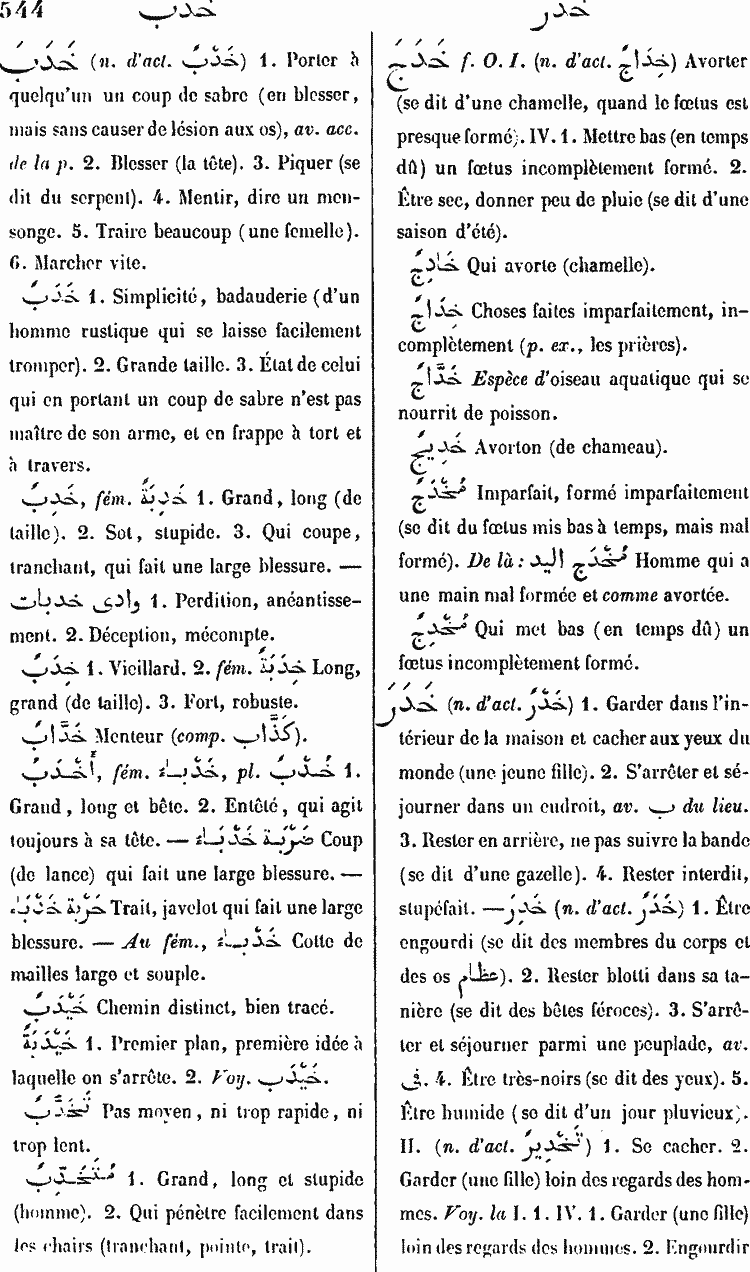 544
خدب
خدر
خَدَبَ (n. d'act. خَدْبٌ) 1. Porter à
quelqu'un un coup de sabre (en blesser,
mais sans causer de lésion aux os), av. acc.
de la p. 2. Blesser (la tête). 3. Piquer (se
dit du serpent). 4. Mentir, dire un men-
songe. 5. Traire beaucoup (une femelle).
6. Marcher vite.
خَدَبٌ 1. Simplicité, badauderie (d'un
homme rustique qui se laisse facilement
tromper). 2. Grande taille. 3. État de celui
qui en portant un coup de sabre n'est pas
maître de son arme, et en frappe à tort et
à travers.
خَدِبٌ, fém. خَدِبَةٌ 1. Grand, long (de
taille). 2. Sot, stupide. 3. Qui coupe,
tranchant, qui fait une large blessure. —
وادى خدبات 1. Perdition, anéantisse-
ment. 2. Déception, mécompte.
خِدَبٌّ 1. Vieillard. 2. fém. خِدَبَّةٌ Long,
grand (de taille). 3. Fort, robuste.
خَدَّابٌ Menteur (comp. كَذَّابٌ).
أَخْدَبُ, fém. خَدْبَاءُ, pl. خُدْبٌ 1.
Grand, long et bête. 2. Entêté, qui agit
toujours à sa tête. — ضَرْبَة خَدْبَاءُ Coup
(de lance) qui fait une large blessure. —
حَرْبَة خَدْبَاءُ Trait, javelot qui fait une large
blessure. — Au fém., خَدْبَاءُ Cotte de
mailles large et souple.
خَيْدَبٌ Chemin distinct, bien tracé.
خَيْدَبَةٌ 1. Premier plan, première idée à
laquelle on s'arrête. 2. Voy. خَيْدَبٌ.
تَخَدُّبٌ Pas moyen, ni trop rapide, ni
trop lent.
مُتَخَدِّبٌ 1. Grand, long et stupide
(homme). 2. Qui pénètre facilement dans
les chairs (tranchant, pointe, trait).
خَدَجَ f. O. I. (n. d'act. خِدَاجٌ) Avorter
(se dit d'une chamelle, quand le fœtus est
presque formé). IV. 1. Mettre bas (en temps
dû) un fœtus incomplètement formé. 2.
Être sec, donner peu de pluie (se dit d'une
saison d'été).
خَادِجٌ Qui avorte (chamelle).
خِدَاجٌ Choses faites imparfaitement, in-
complètement (p. ex., les prières).
خَدَّاجٌ Espèce d'oiseau aquatique qui se
nourrit de poisson.
خَدِيجٌ Avorton (de chameau).
مُخْدَجٌ Imparfait, formé imparfaitement
(se dit du fœtus mis bas à temps, mais mal
formé). De là : مُخْدَج اليد Homme qui a
une main mal formée et comme avortée.
مُخْدِجٌ Qui met bas (en temps dû) un
fœtus incomplètement formé.
خَدَرَ (n. d'act. خَدْرٌ) 1. Garder dans l'in-
térieur de la maison et cacher aux yeux du
monde (une jeune fille). 2. S'arrêter et sé-
journer dans un endroit, av. ب du lieu.
3. Rester en arrière, ne pas suivre la bande
(se dit d'une gazelle). 4. Rester interdit,
stupéfait. — خَدِرَ (n. d'act. خَدَرٌ) 1. Être
engourdi (se dit des membres du corps et
des os عظام). 2. Rester blotti dans sa ta-
nière (se dit des bêtes féroces). 3. S'arrê-
ter et séjourner parmi une peuplade, av.
فى. 4. Être très-noirs (se dit des yeux). 5.
Être humide (se dit d'un jour pluvieux).
II. (n. d'act. تَخْدِيرٌ) 1. Se cacher. 2.
Garder (une fille) loin des regards des hom-
mes. Voy. la I. 1. IV. 1. Garder (une fille)
loin des regards des hommes. 2. Engourdir